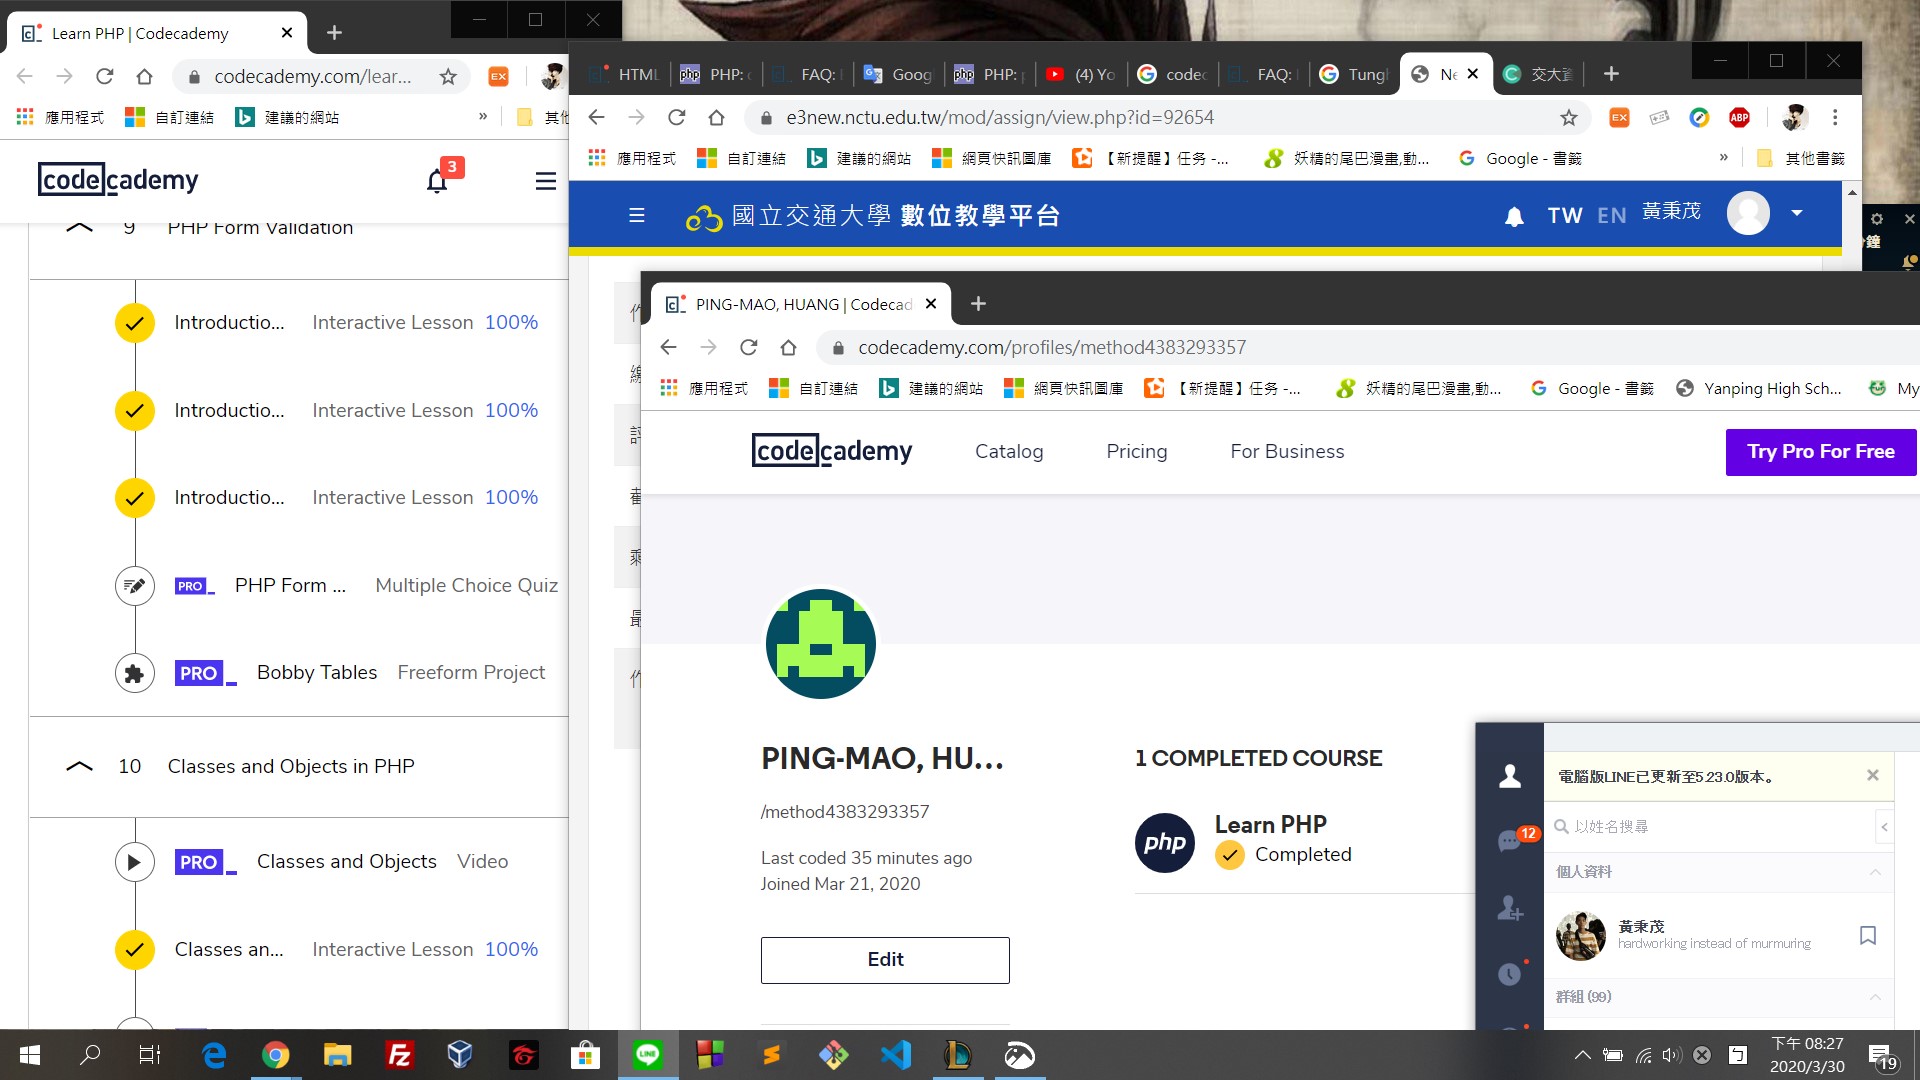 Learn PHP | Codecademy
codecademy.com/lear...
EX
應用程式
自訂連結
建議的網站
»
其他
codecademy
3
9 PHP Form Validation
Introductio... Interactive Lesson 100%
Introductio... Interactive Lesson 100%
Introductio... Interactive Lesson 100%
PRO PHP Form ... Multiple Choice Quiz
PRO Bobby Tables Freeform Project
10 Classes and Objects in PHP
PRO Classes and Objects Video
Classes an... Interactive Lesson 100%
HTML
php PHP:
FAQ:
Goog
php PHP:
(4) Yo
codec
FAQ:
Tungh
Ne
交大資
e3new.nctu.edu.tw/mod/assign/view.php?id=92654
EX
ABP
應用程式
自訂連結
建議的網站
網頁快訊圖庫
【新提醒】任务 -...
妖精的尾巴漫畫,動...
Google - 書籤
»
其他書籤
國立交通大學 數位教學平台
TW EN 黃秉茂
鐘
PING-MAO, HUANG | Codecad
codecademy.com/profiles/method4383293357
應用程式
自訂連結
建議的網站
網頁快訊圖庫
【新提醒】任务 -...
妖精的尾巴漫畫,動...
Google - 書籤
Yanping High Sch...
My
codecademy
Catalog
Pricing
For Business
Try Pro For Free
PING-MAO, HU...
/method4383293357
Last coded 35 minutes ago
Joined Mar 21, 2020
Edit
1 COMPLETED COURSE
php
Learn PHP
Completed
電腦版LINE已更新至5.23.0版本。
12
以姓名搜尋
個人資料
黃秉茂
hardworking instead of murmuring
群組 (99)
LINE
下午 08:27
2020/3/30
19